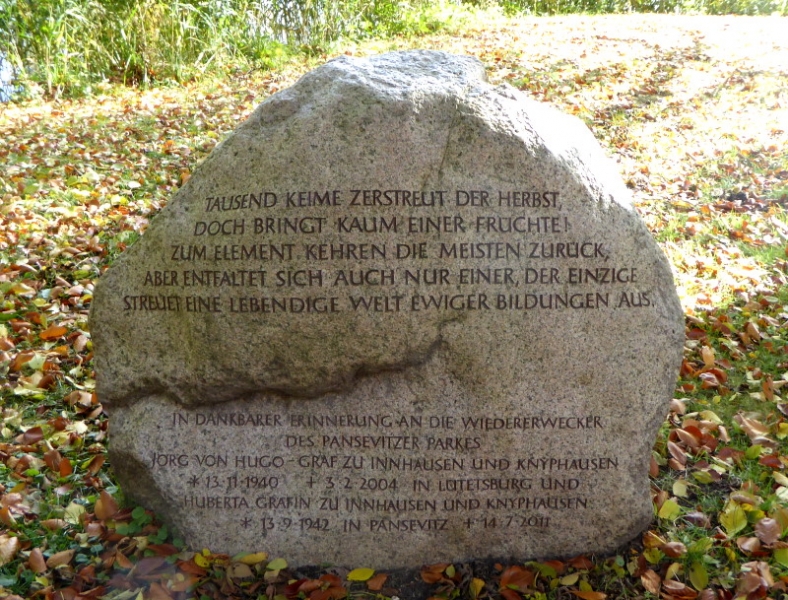 TAUSEND KEIME ZERSTREUT DER HERBST,
DOCH BRINGT KAUM EINER FRÜCHTE!
ZUM ELEMENT KEHREN DIE MEISTEN ZURÜCK,
ABER ENTFALTET SICH AUCH NUR EINER, DER EINZIGE
STREUET EINE LEBENDIGE WELT EWIGER BILDUNGEN AUS.
IN DANKBARER ERINNERUNG AN DIE WIEDERERWECKER
DES PANSEVITZER PARKES
JÖRG VON HUGO-GRAF ZU INNHAUSEN UND KNYPHAUSEN
* 13·11·1940 + 3·2·2004 IN LÜTETSBURG UND
HUBERTA GRÄFIN ZU INNHAUSEN UND KNYPHAUSEN
* 13·9·1942 IN PANSEVITZ + 14·7·2011